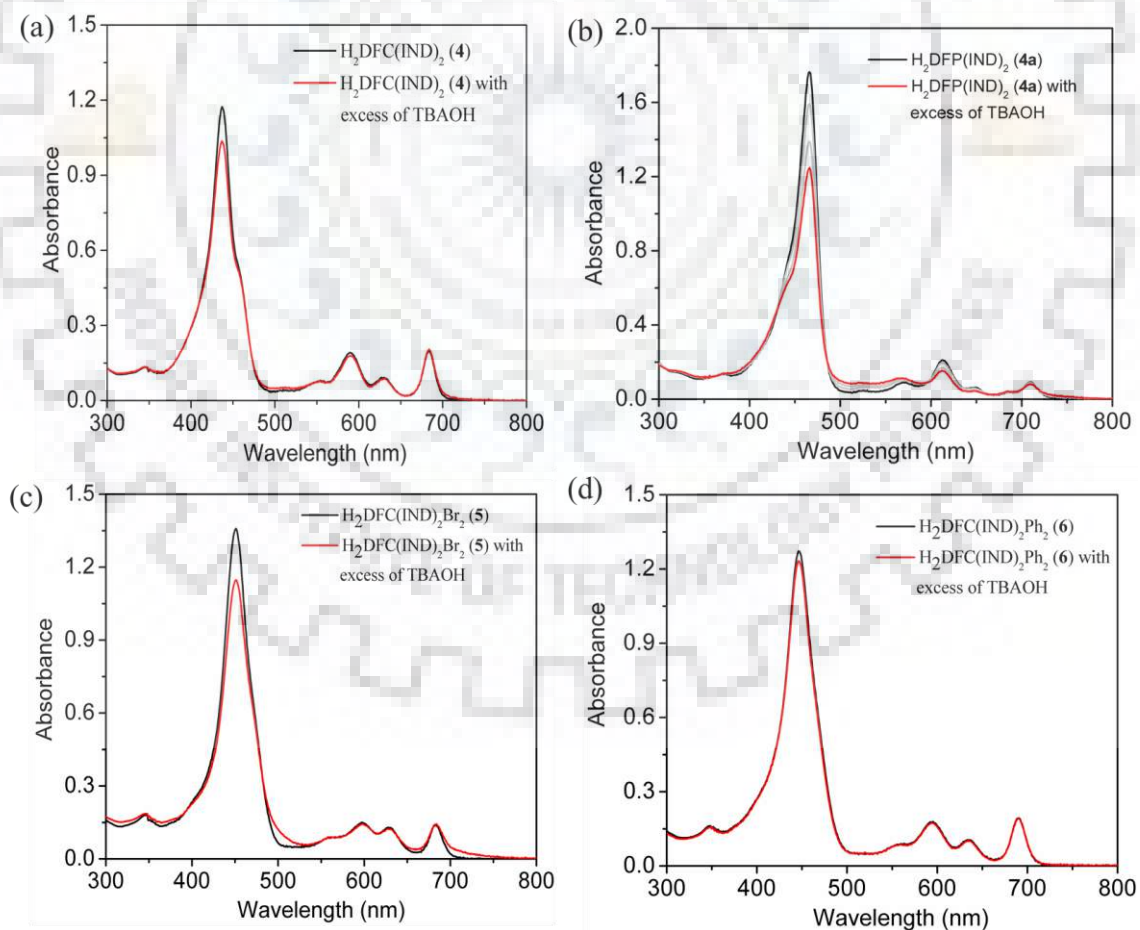 (a)
1.5
1.2
0.9
0.6
0.3
0.0
Absorbance
H₂DFC(IND)₂ (4)
H₂DFC(IND)₂ (4) with
excess of TBAOH
300 400 500 600 700 800
Wavelength (nm)
(b)
2.0
1.6
1.2
0.8
0.4
0.0
Absorbance
H₂DFP(IND)₂ (4a)
H₂DFP(IND)₂ (4a) with
excess of TBAOH
300 400 500 600 700 800
Wavelength (nm)
(c)
1.5
1.2
0.9
0.6
0.3
0.0
Absorbance
H₂DFC(IND)₂Br₂ (5)
H₂DFC(IND)₂Br₂ (5) with
excess of TBAOH
300 400 500 600 700 800
Wavelength (nm)
(d)
1.5
1.2
0.9
0.6
0.3
0.0
Absorbance
H₂DFC(IND)₂Ph₂ (6)
H₂DFC(IND)₂Ph₂ (6) with
excess of TBAOH
300 400 500 600 700 800
Wavelength (nm)